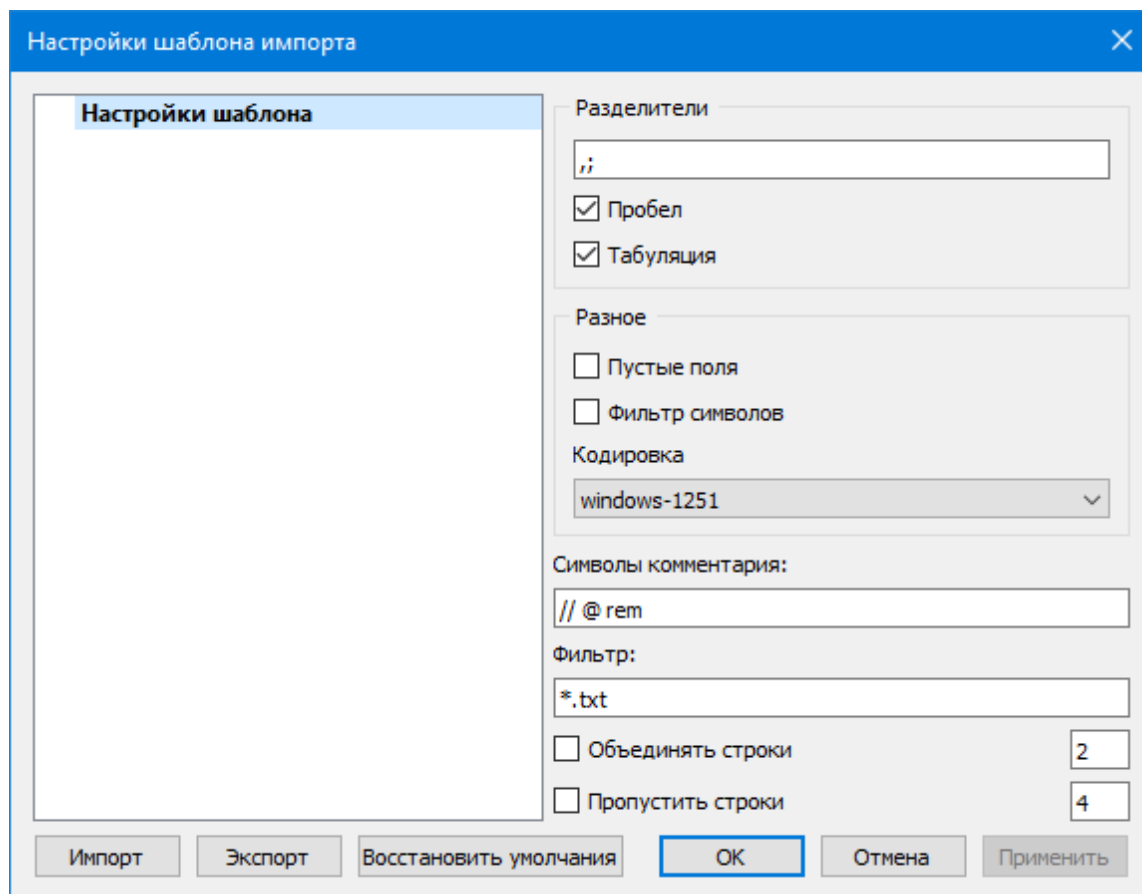 Настройки шаблона импорта
Настройки шаблона
Разделители
,;
Пробел
Табуляция
Разное
Пустые поля
Фильтр символов
Кодировка
windows-1251
Символы комментария:
// @ rem
Фильтр:
*.txt
Объединять строки 2
Пропустить строки 4
Импорт Экспорт Восстановить умолчания OK Отмена Применить